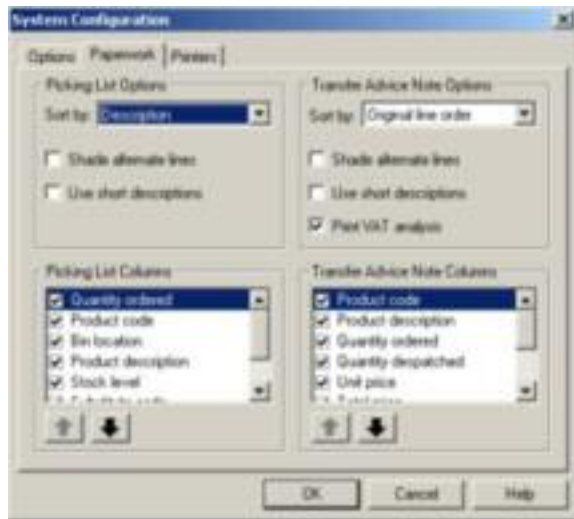 System Configuration
Options Paperwork Printers
Picking List Options
Sort by: Description
Shade alternate lines
Use short descriptions
Transfer Advice Note Options
Sort by: Original line order
Shade alternate lines
Use short descriptions
Print VAT analysis
Picking List Columns
Quantity ordered
Product code
Bin location
Product description
Stock level
Transfer Advice Note Columns
Product code
Product description
Quantity ordered
Quantity despatched
Unit price
OK Cancel Help